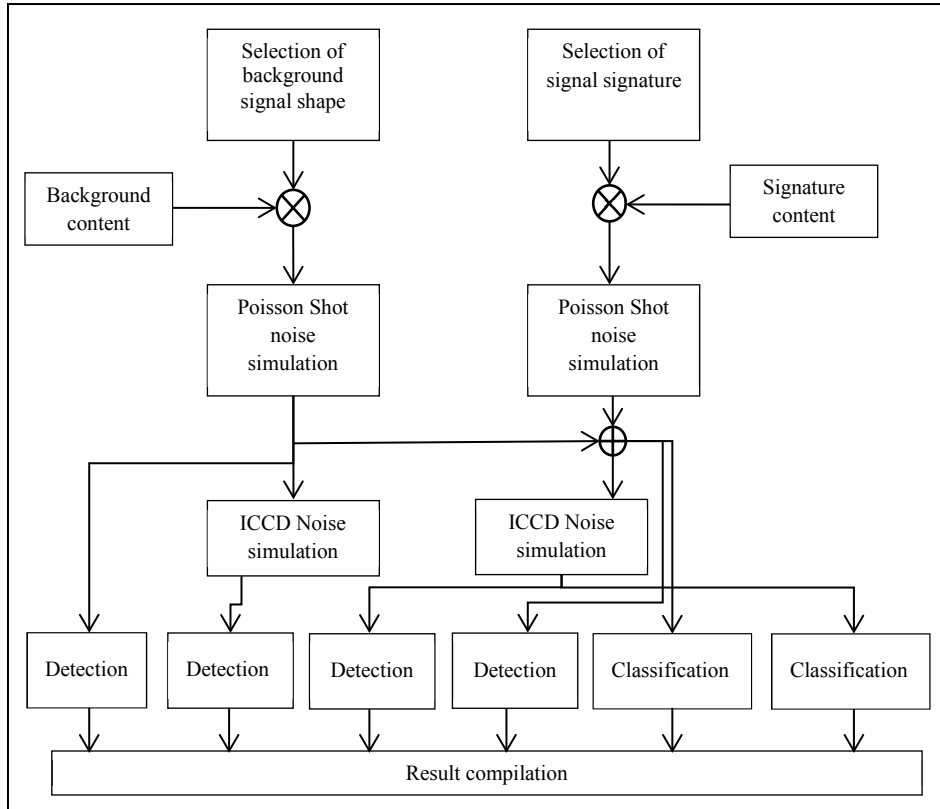 Selection of
background
signal shape
Selection of
signal signature
Background
content
Signature
content
Poisson Shot
noise
simulation
Poisson Shot
noise
simulation
ICCD Noise
simulation
ICCD Noise
simulation
Detection
Detection
Detection
Detection
Classification
Classification
Result compilation